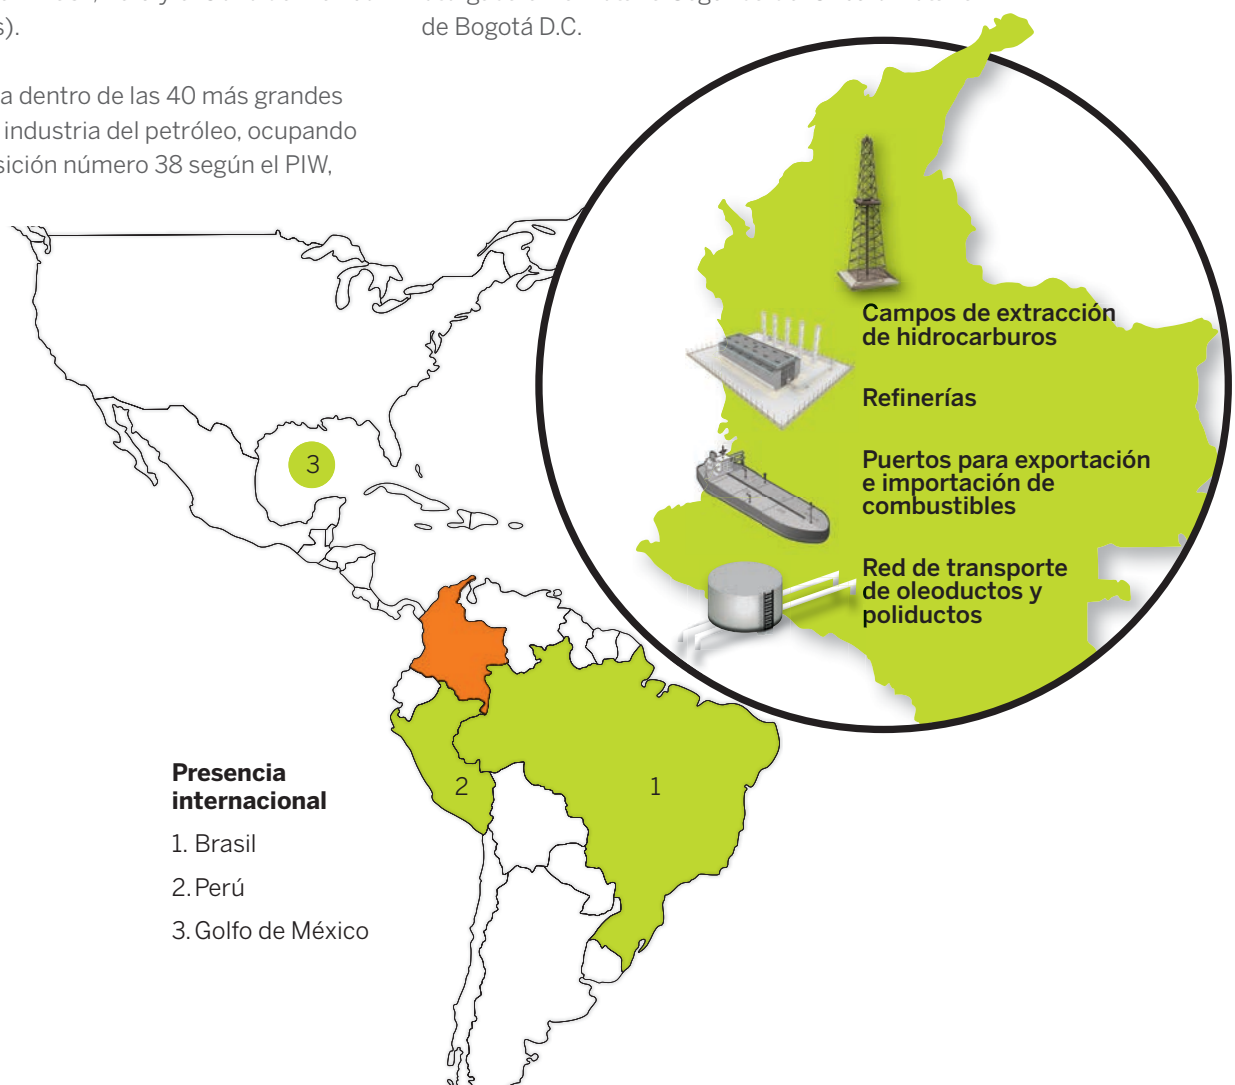 s).
de Bogotá D.C.
a dentro de las 40 más grandes
industria del petróleo, ocupando
sición número 38 según el PIW,
Campos de extracción
de hidrocarburos
Refinerías
Puertos para exportación
e importación de
combustibles
Red de transporte
de oleoductos y
poliductos
3
2
1
Presencia
internacional
1. Brasil
2. Perú
3. Golfo de México